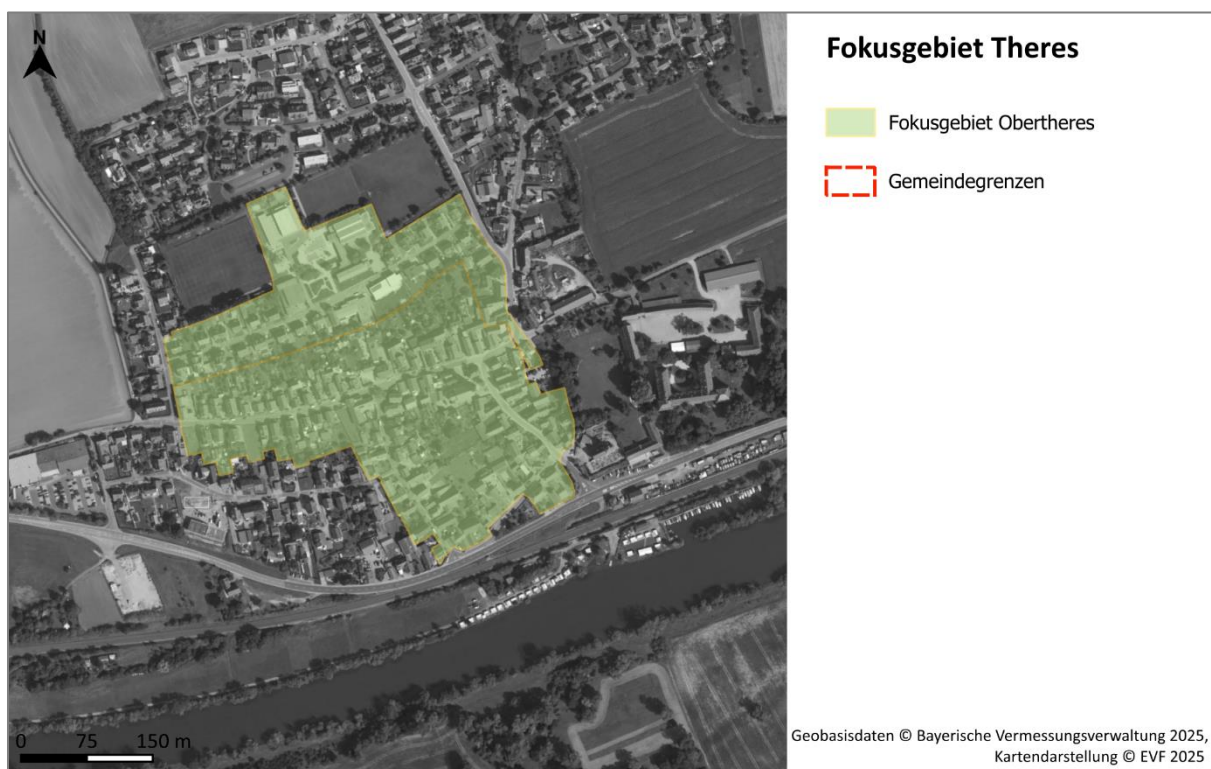 Fokusgebiet Theres
Fokusgebiet Obertheres
Gemeindegrenzen
N
0 75 150 m
Geobasisdaten © Bayerische Vermessungsverwaltung 2025,
Kartendarstellung © EVF 2025